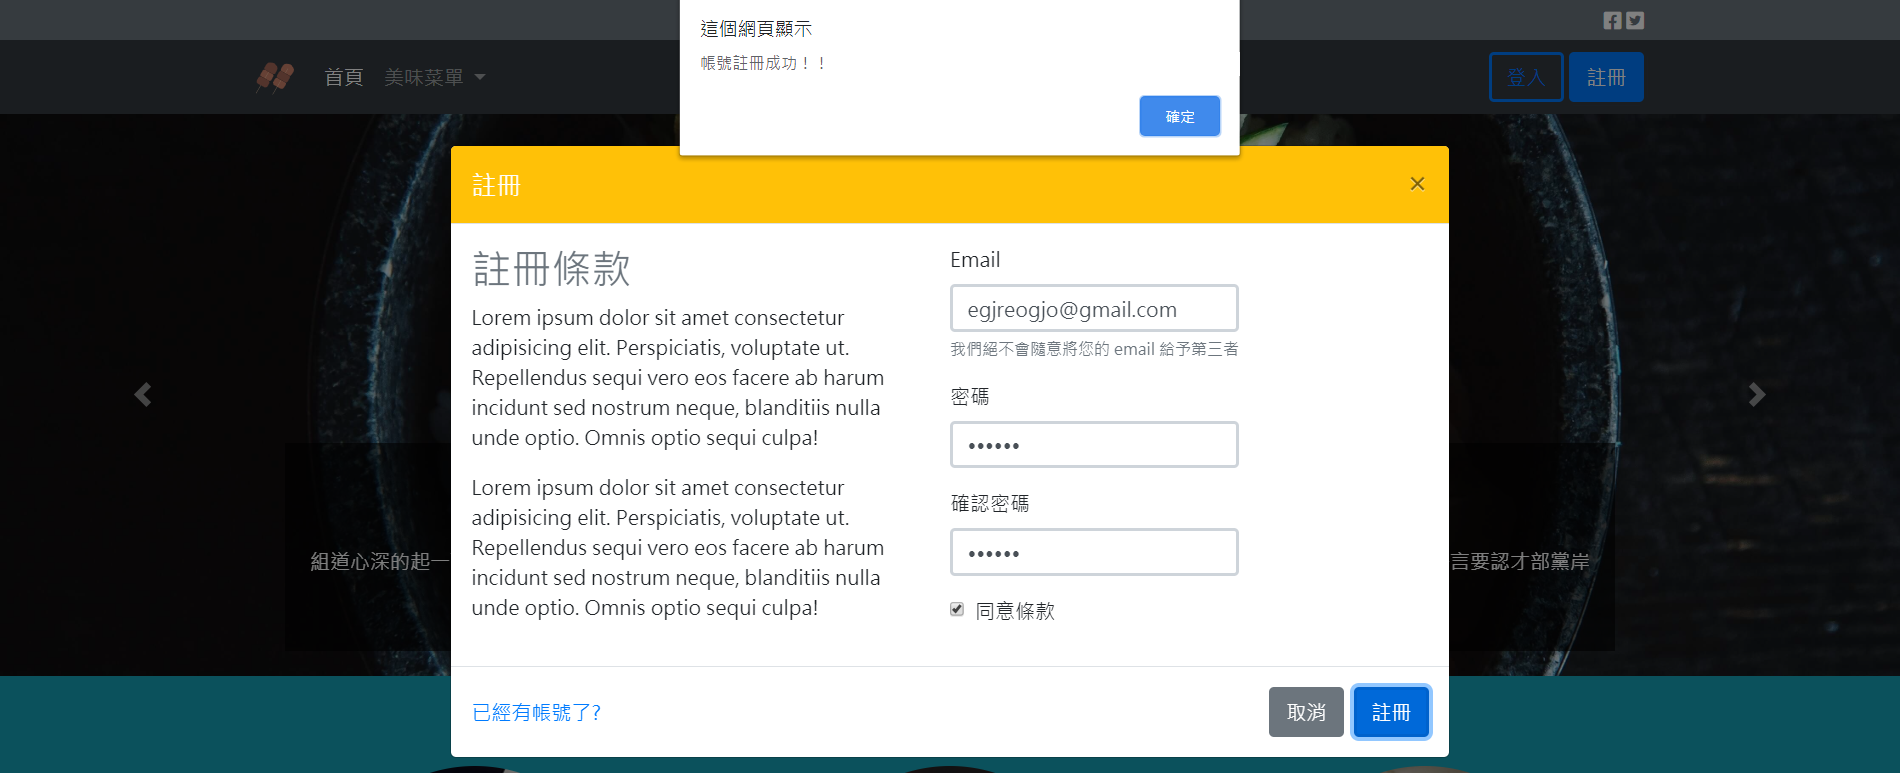 這個網頁顯示
帳號註冊成功！！
確定
首頁
美味菜單
登入
註冊
註冊
×
註冊條款
Lorem ipsum dolor sit amet consectetur
adipisicing elit. Perspiciatis, voluptate ut.
Repellendus sequi vero eos facere ab harum
incidunt sed nostrum neque, blanditiis nulla
unde optio. Omnis optio sequi culpa!
Lorem ipsum dolor sit amet consectetur
adipisicing elit. Perspiciatis, voluptate ut.
Repellendus sequi vero eos facere ab harum
incidunt sed nostrum neque, blanditiis nulla
unde optio. Omnis optio sequi culpa!
Email
egjreogjo@gmail.com
我們絕不會隨意將您的 email 給予第三者
密碼
••••••
確認密碼
••••••
同意條款
組道心深的起一
言要認才部黨岸
已經有帳號了?
取消
註冊